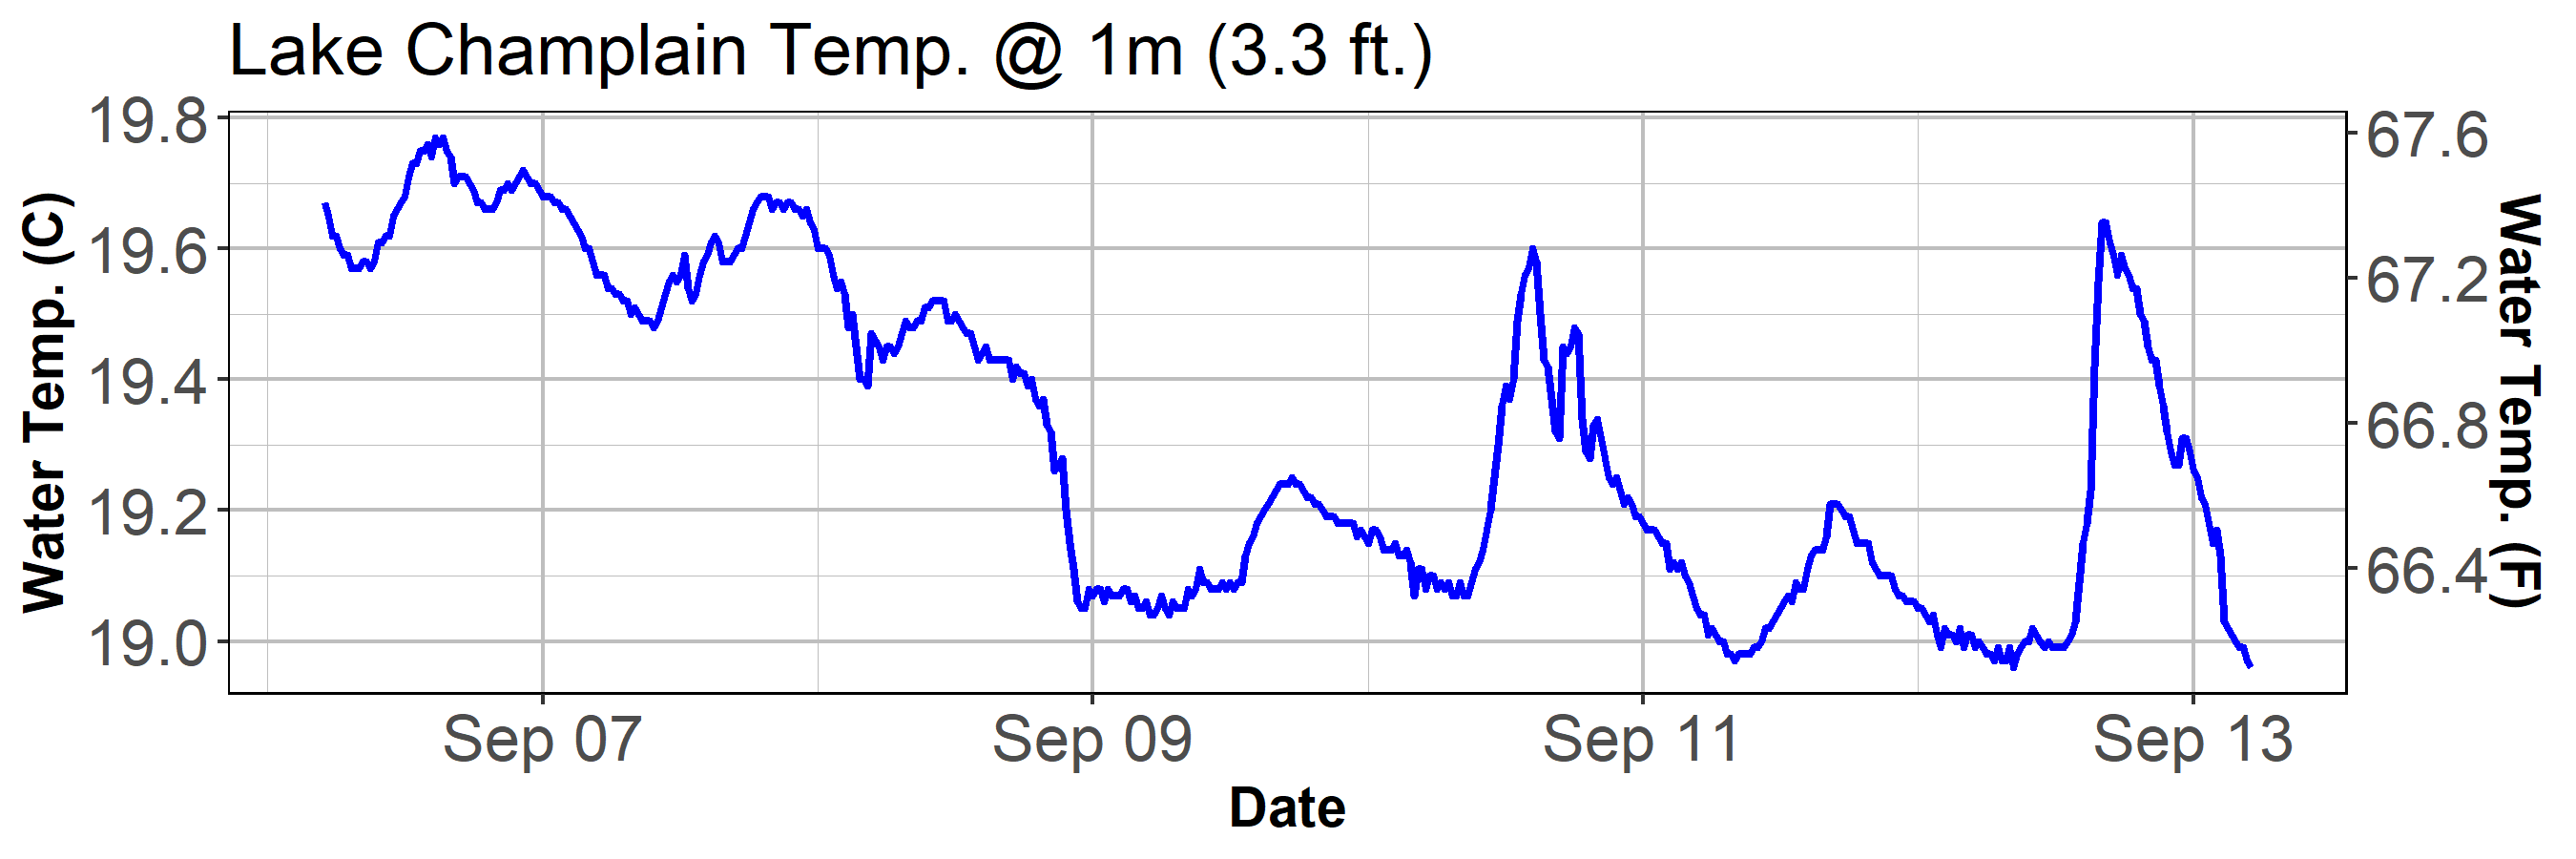 Lake Champlain Temp. @ 1m (3.3 ft.)
Water Temp. (C)
19.8
19.6
19.4
19.2
19.0
67.6
67.2
66.8
66.4
Water Temp. (F)
Sep 07
Sep 09
Sep 11
Sep 13
Date